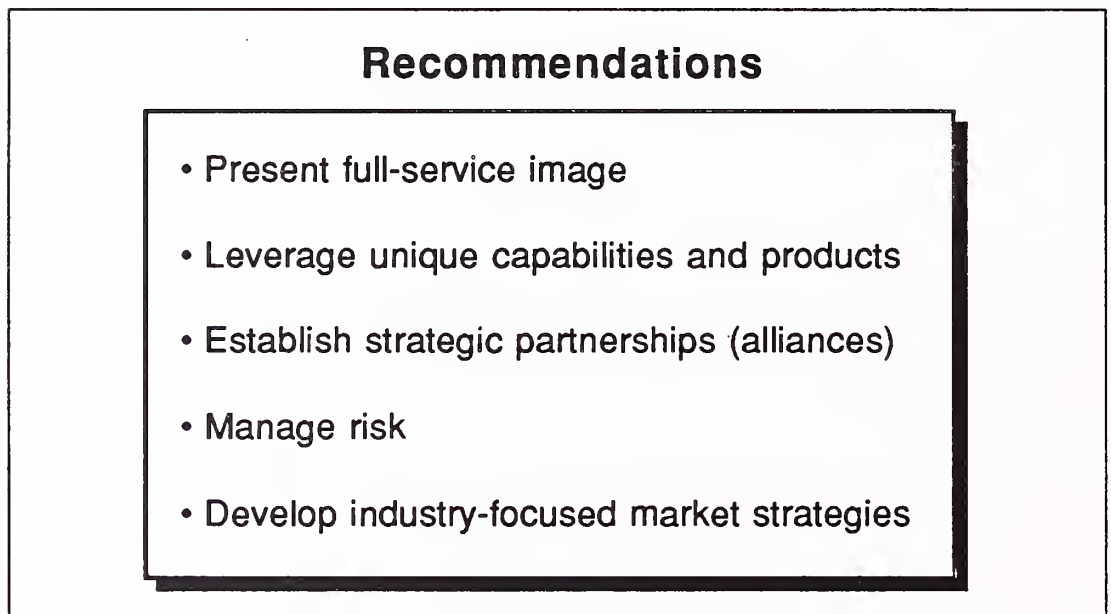 Recommendations
• Present full-service image
• Leverage unique capabilities and products
• Establish strategic partnerships (alliances)
• Manage risk
• Develop industry-focused market strategies